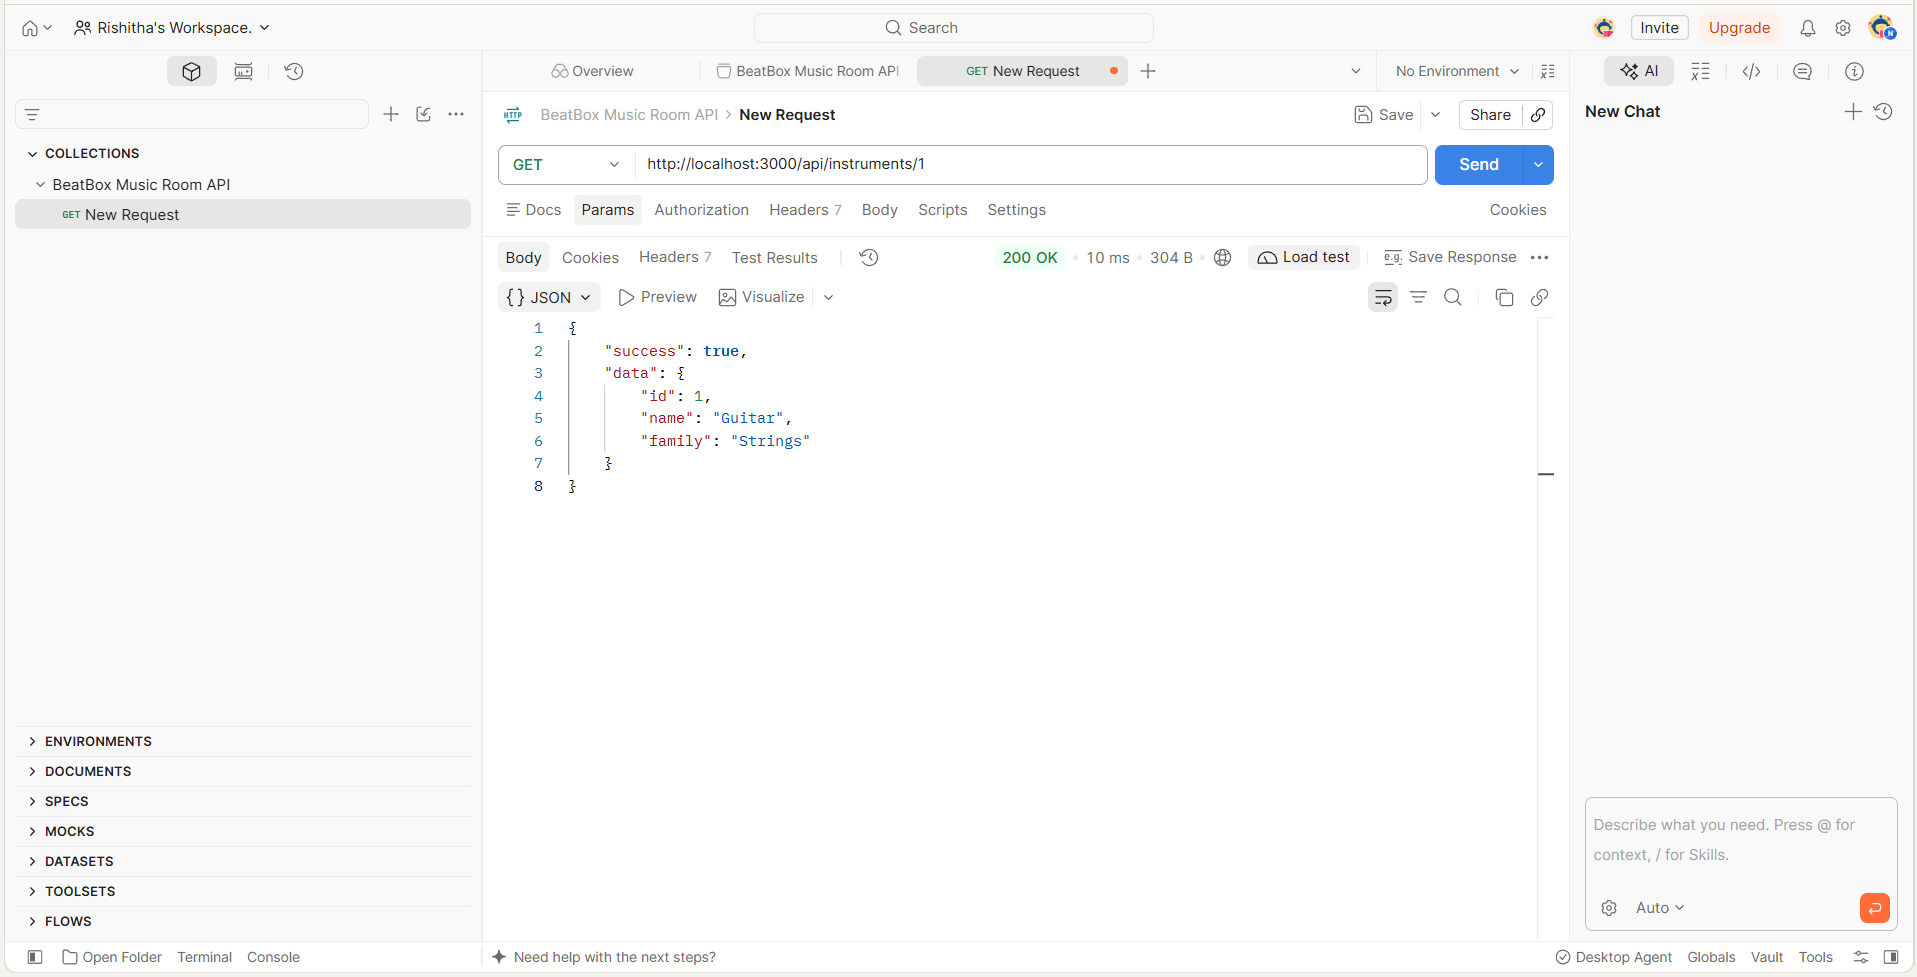 Rishitha's Workspace.
Search
Invite
Upgrade
Overview
BeatBox Music Room API
GET New Request
No Environment
AI
COLLECTIONS
BeatBox Music Room API
GET New Request
ENVIRONMENTS
DOCUMENTS
SPECS
MOCKS
DATASETS
TOOLSETS
FLOWS
HTTP BeatBox Music Room API > New Request
Save
Share
GET
http://localhost:3000/api/instruments/1
Send
Docs
Params
Authorization
Headers 7
Body
Scripts
Settings
Cookies
Body
Cookies
Headers 7
Test Results
200 OK • 10 ms • 304 B
Load test
e.g. Save Response
{} JSON
Preview
Visualize
1 {
2 "success": true,
3 "data": {
4 "id": 1,
5 "name": "Guitar",
6 "family": "Strings"
7 }
8 }
New Chat
Describe what you need. Press @ for
context, / for Skills.
Auto
Open Folder
Terminal
Console
Need help with the next steps?
Desktop Agent
Globals
Vault
Tools